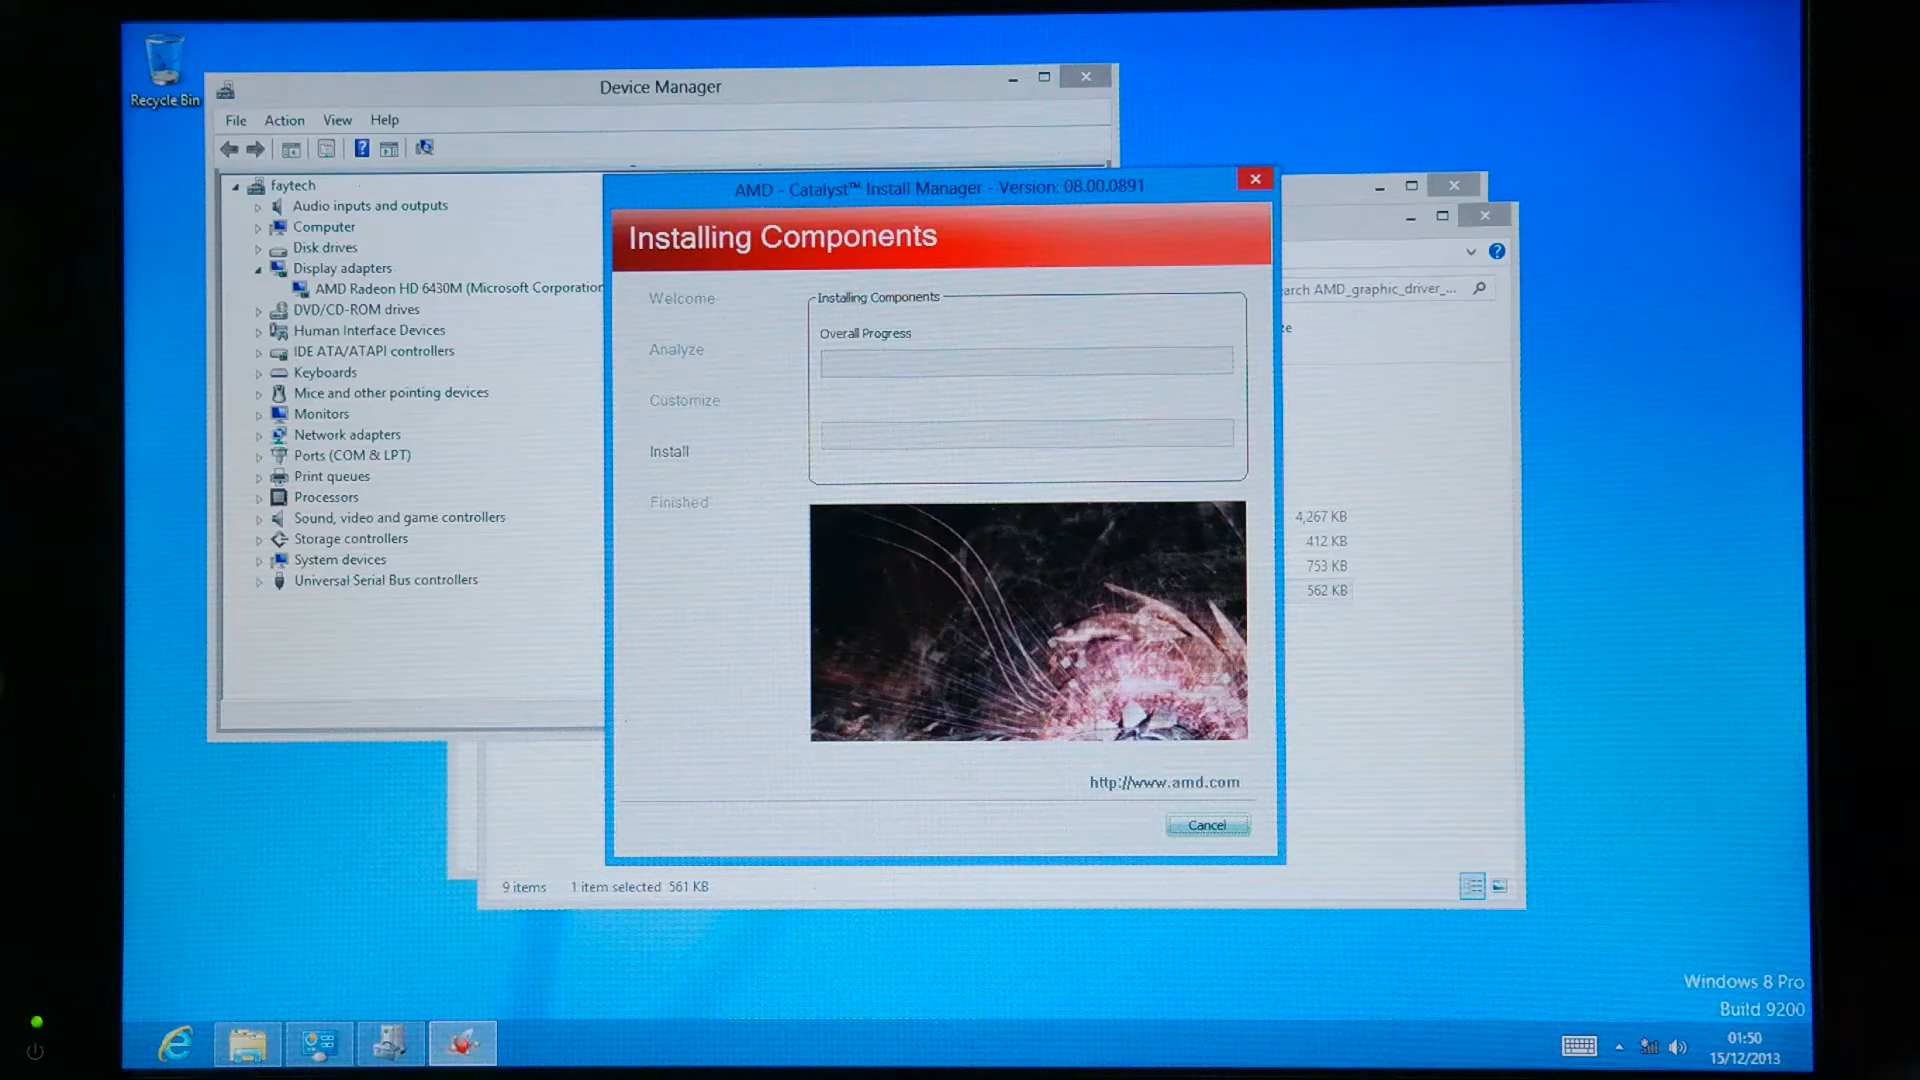 Recycle Bin
Device Manager
File Action View Help
faytech
Audio inputs and outputs
Computer
Disk drives
Display adapters
AMD Radeon HD 6430M (Microsoft Corporation
DVD/CD-ROM drives
Human Interface Devices
IDE ATA/ATAPI controllers
Keyboards
Mice and other pointing devices
Monitors
Network adapters
Ports (COM & LPT)
Print queues
Processors
Sound, video and game controllers
Storage controllers
System devices
Universal Serial Bus controllers
AMD - Catalyst™ Install Manager - Version: 08.00.0891
Installing Components
Welcome
Analyze
Customize
Install
Finished
Installing Components
Overall Progress
http://www.amd.com
Cancel
arch AMD_graphic_driver_...
4,267 KB
412 KB
753 KB
562 KB
9 items 1 item selected 561 KB
Windows 8 Pro
Build 9200
01:50
15/12/2013